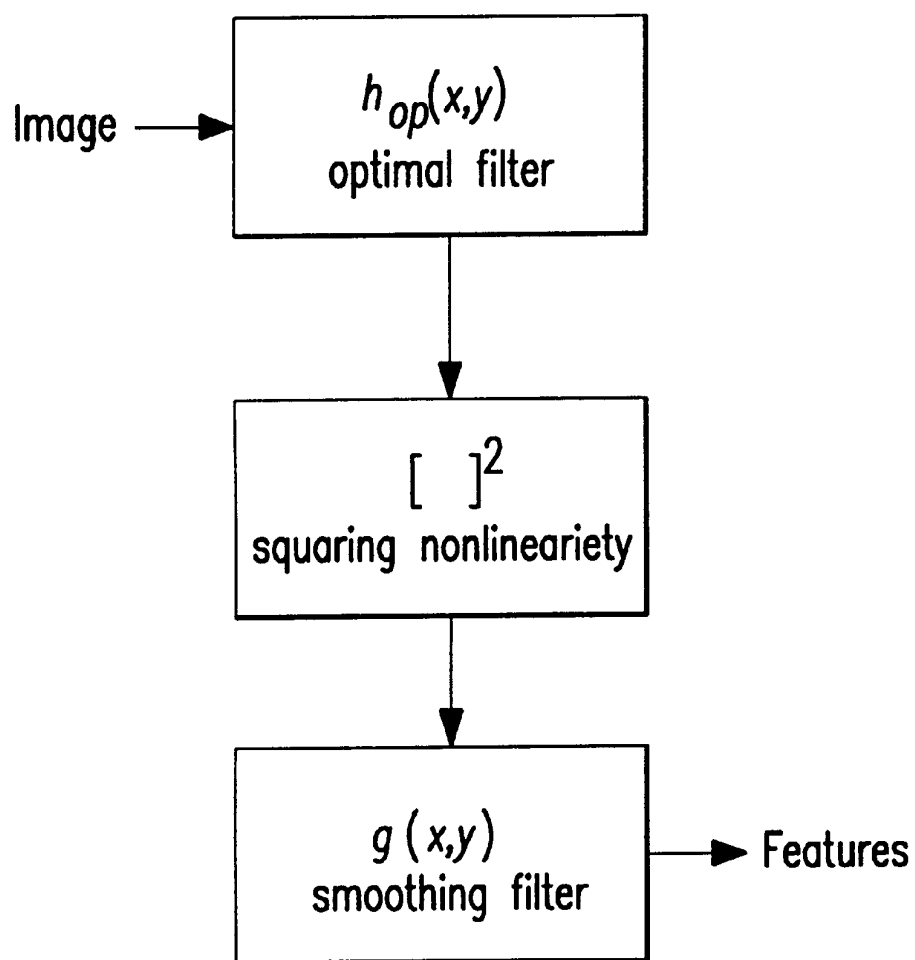 Image
h_op(x,y)
optimal filter
[ ]²
squaring nonlineariety
g (x,y)
smoothing filter
Features